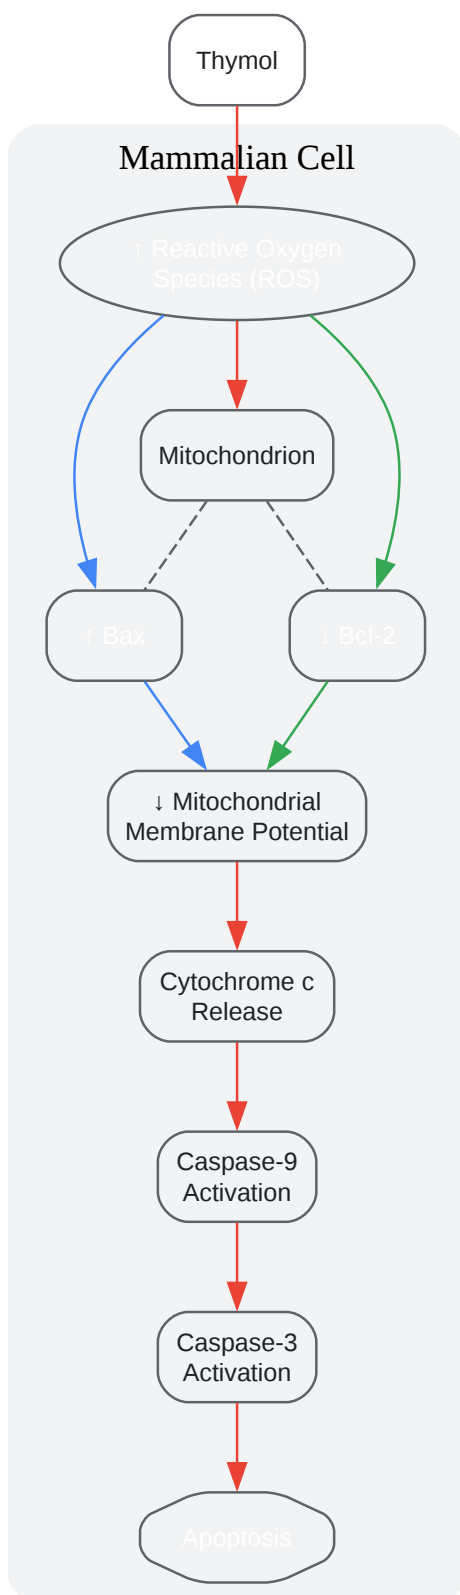 Thymol
Mammalian Cell
↑ Reactive Oxygen
Species (ROS)
Mitochondrion
↑ Bax
↓ Bcl-2
↓ Mitochondrial
Membrane Potential
Cytochrome c
Release
Caspase-9
Activation
Caspase-3
Activation
Apoptosis